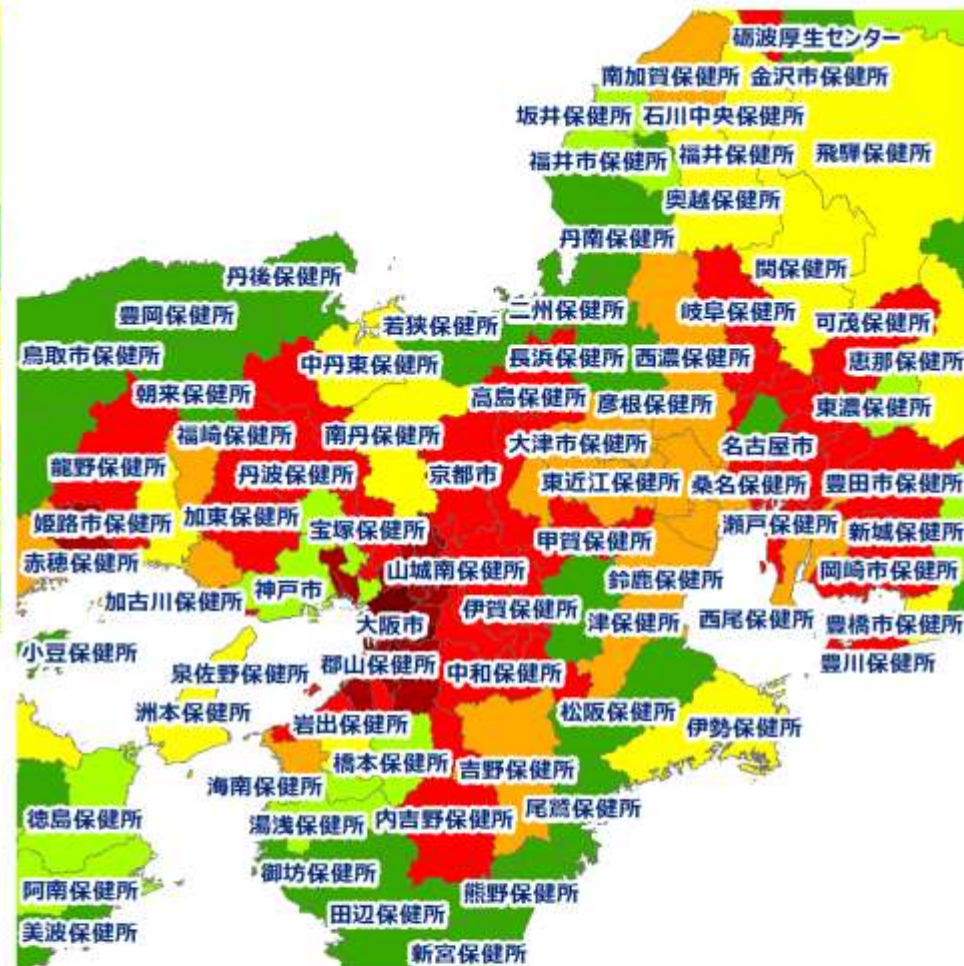 砺波厚生センター
南加賀保健所
金沢市保健所
坂井保健所
石川中央保健所
福井市保健所
福井保健所
飛騨保健所
奥越保健所
丹南保健所
関保健所
丹後保健所
豊岡保健所
若狭保健所
二州保健所
岐阜保健所
可茂保健所
鳥取市保健所
中丹東保健所
長浜保健所
西濃保健所
恵那保健所
朝来保健所
高島保健所
彦根保健所
東濃保健所
福崎保健所
南丹保健所
大津市保健所
名古屋市
龍野保健所
丹波保健所
京都市
東近江保健所
桑名保健所
豊田市保健所
姫路市保健所
加東保健所
宝塚保健所
甲賀保健所
瀬戸保健所
新城保健所
赤穂保健所
山城南保健所
鈴鹿保健所
岡崎市保健所
加古川保健所
神戸市
伊賀保健所
大阪市
津保健所
西尾保健所
豊橋市保健所
小豆保健所
泉佐野保健所
郡山保健所
中和保健所
豊川保健所
洲本保健所
岩出保健所
松阪保健所
伊勢保健所
橋本保健所
吉野保健所
海南保健所
尾鷲保健所
徳島保健所
湯浅保健所
内吉野保健所
御坊保健所
熊野保健所
阿南保健所
田辺保健所
美波保健所
新宮保健所